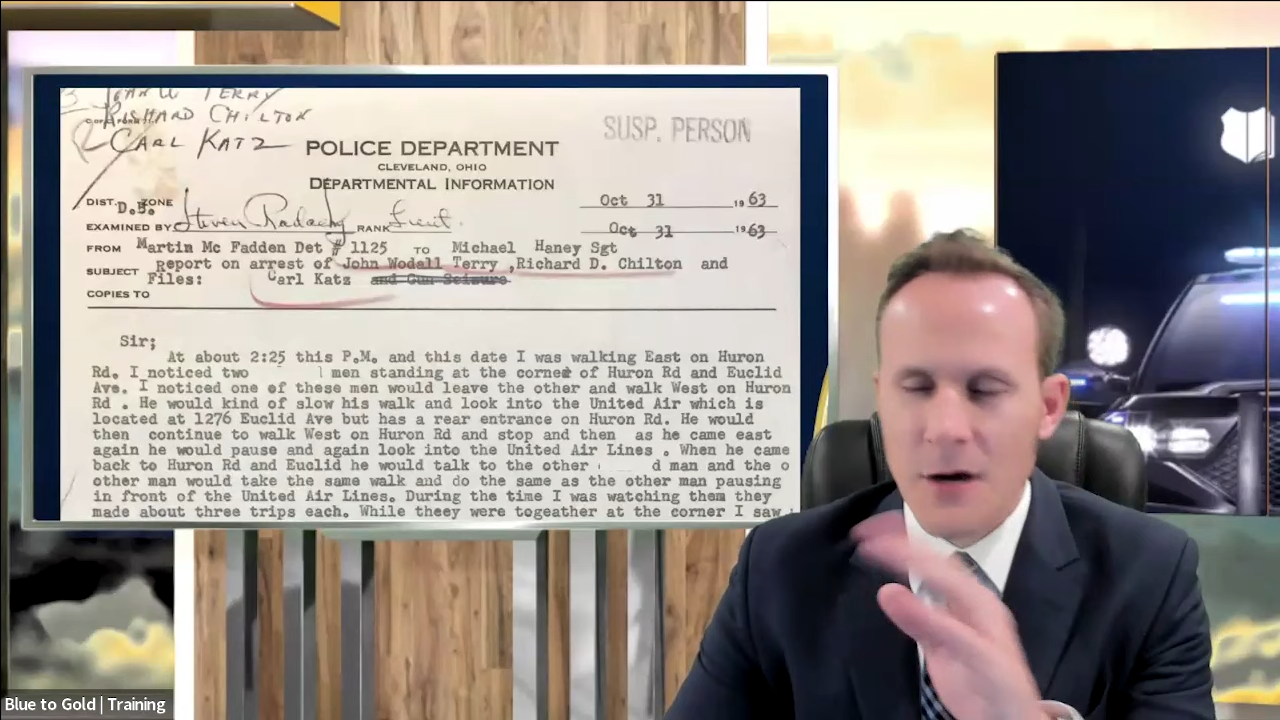 JOHN W TERRY
RISHARD CHILTON
CARL KATZ
SUSP. PERSON
POLICE DEPARTMENT
CLEVELAND, OHIO
DEPARTMENTAL INFORMATION
DIST. D.B. ZONE
Oct 31 1963
EXAMINED BY RANK Lieut.
Oct 31 1963
FROM Martin Mc Fadden Det # 1125 TO Michael Haney Sgt
SUBJECT report on arrest of John Wodall Terry ,Richard D. Chilton and
Files: Carl Katz and Gun Seizure
COPIES TO
Sir;
At about 2:25 this P.M. and this date I was walking East on Huron
Rd. I noticed two men standing at the corner of Huron Rd and Euclid
Ave. I noticed one of these men would leave the other and walk West on Huron
Rd . He would kind of slow his walk and look into the United Air which is
located at 1276 Euclid Ave but has a rear entrance on Huron Rd. He would
then continue to walk West on Huron Rd and stop and then as he came east
again he would pause and again look into the United Air Lines . When he came
back to Huron Rd and Euclid he would talk to the other d man and the o
other man would take the same walk and do the same as the other man pausing
in front of the United Air Lines. During the time I was watching them they
made about three trips each. While theey were togeather at the corner I saw
Blue to Gold | Training